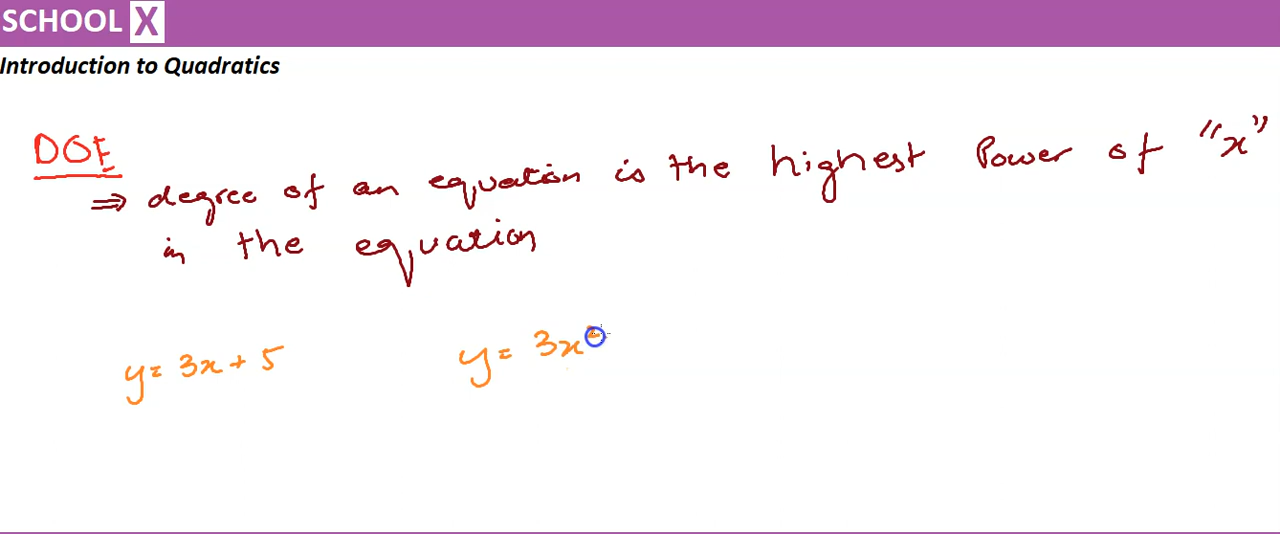 SCHOOL X
Introduction to Quadratics
DOE
⇒ degree of an equation is the highest Power of "x"
in the equation
y = 3x + 5 y = 3x